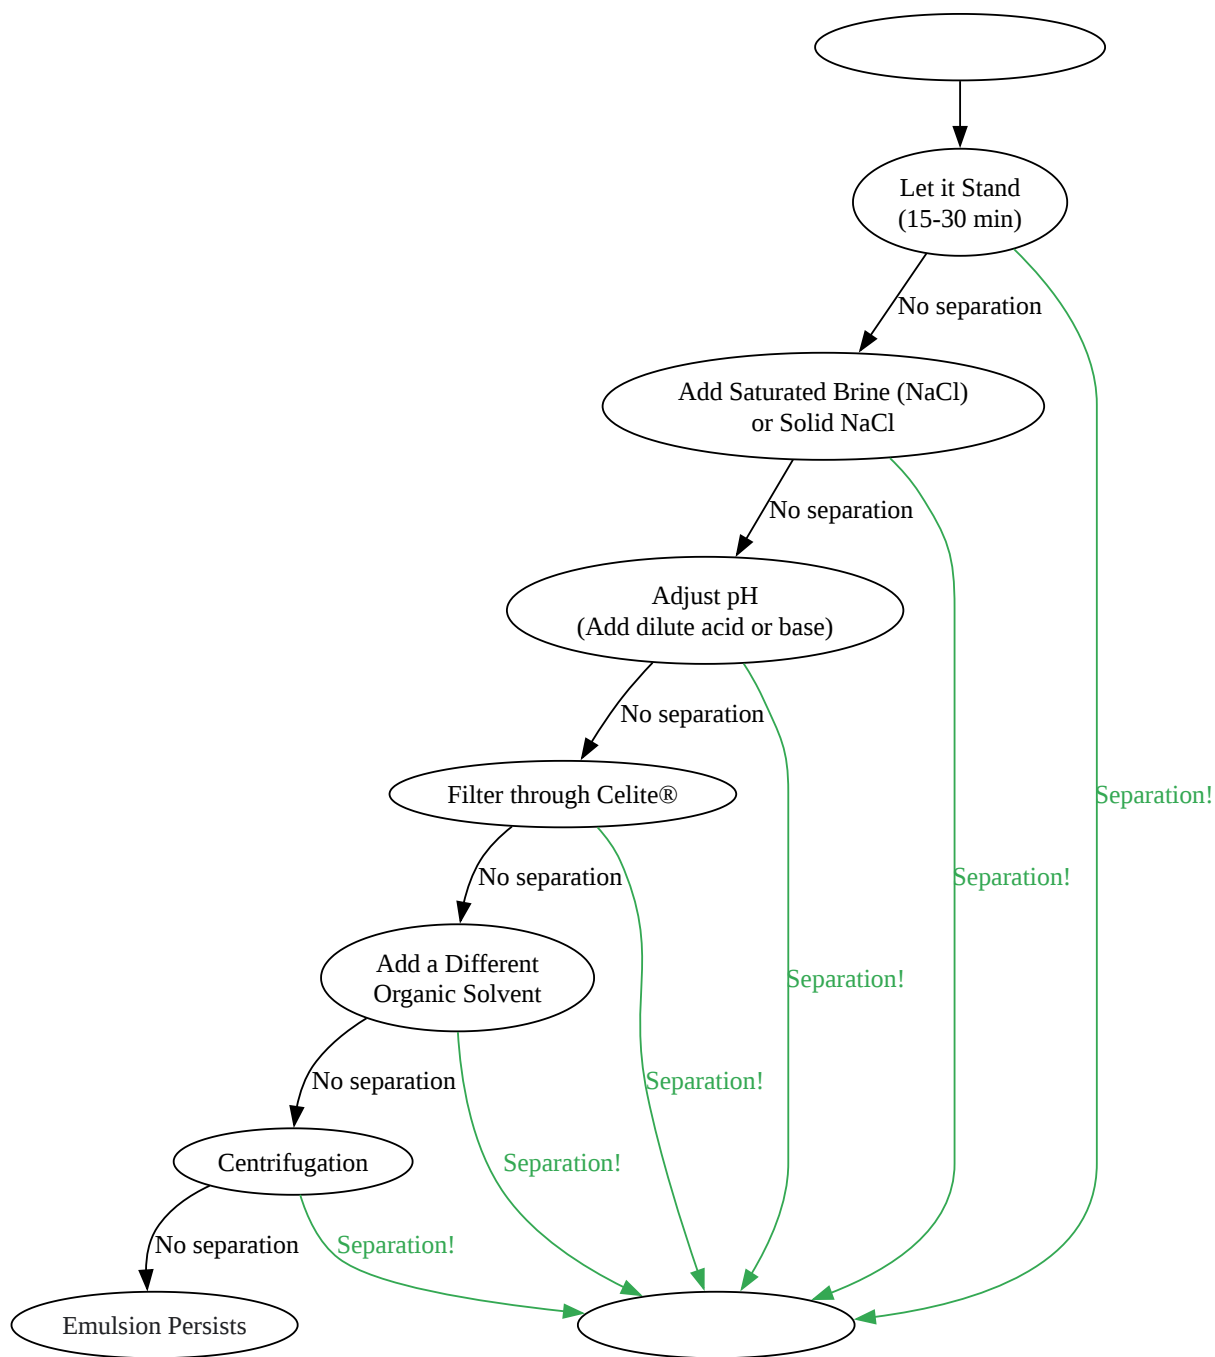 Let it Stand
(15-30 min)
No separation
Add Saturated Brine (NaCl)
or Solid NaCl
No separation
Adjust pH
(Add dilute acid or base)
No separation
Filter through Celite®
Separation!
No separation
Separation!
Add a Different
Organic Solvent
Separation!
No separation
Separation!
Centrifugation
Separation!
No separation
Separation!
Emulsion Persists